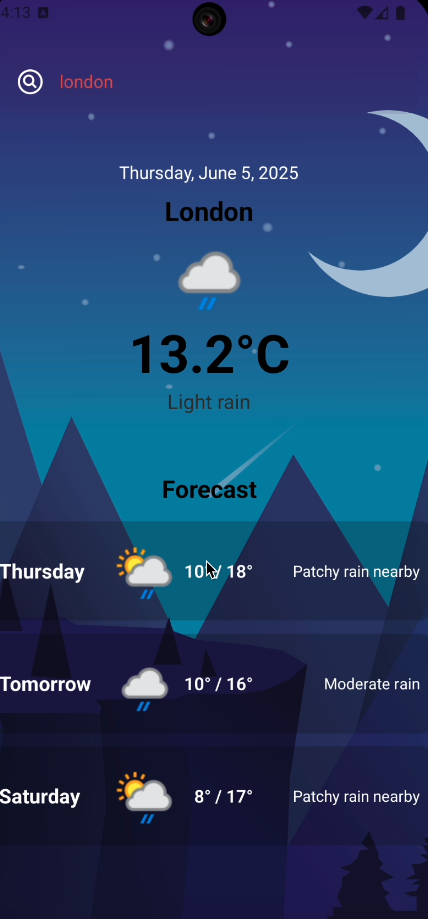 4:13 A
london
Thursday, June 5, 2025
London
13.2°C
Light rain
Forecast
Thursday 10° / 18° Patchy rain nearby
Tomorrow 10° / 16° Moderate rain
Saturday 8° / 17° Patchy rain nearby